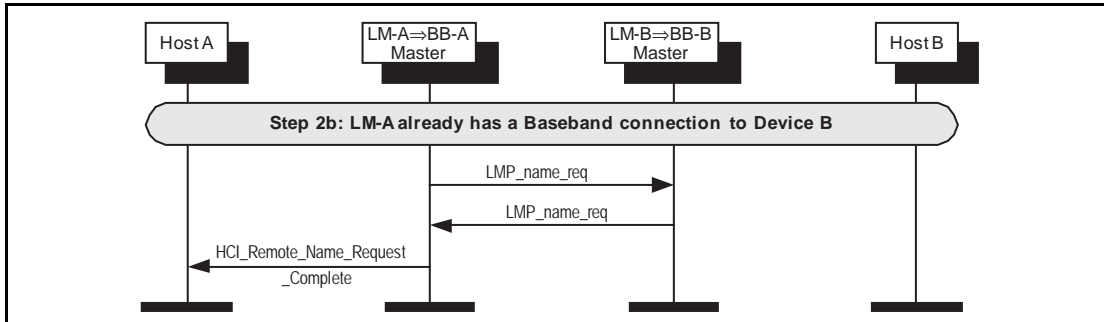 Host A
LM-A⇒BB-A
Master
LM-B⇒BB-B
Master
Host B
Step 2b: LM-A already has a Baseband connection to Device B
LMP_name_req
LMP_name_req
HCI_Remote_Name_Request
_Complete